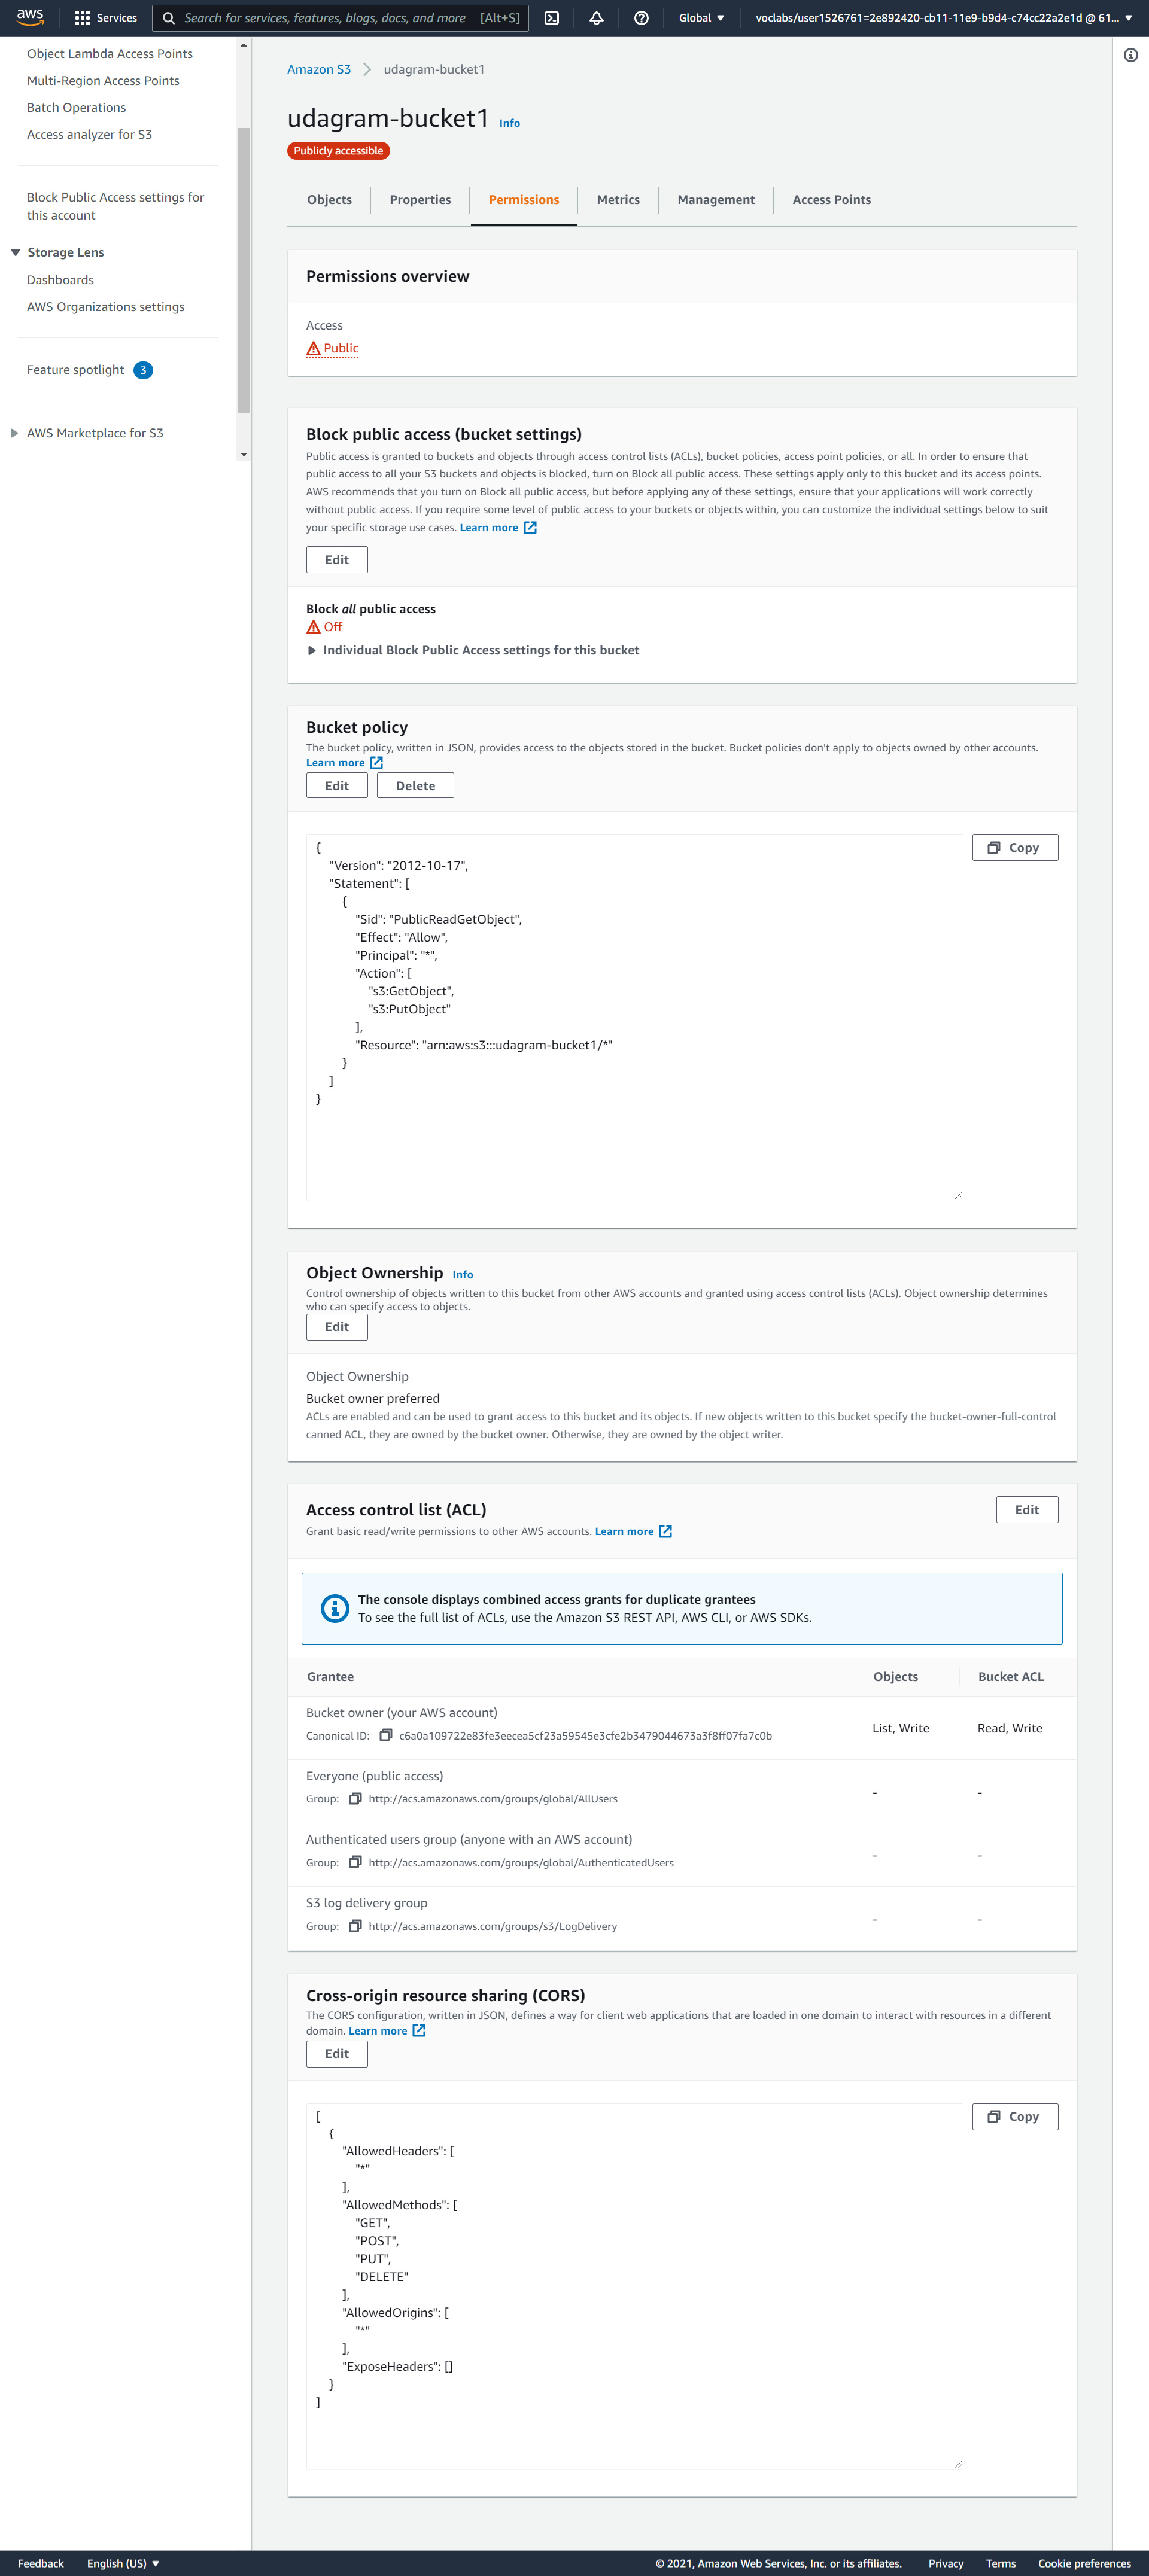 aws
Services
Search for services, features, blogs, docs, and more
[Alt+S]
Global
voclabs/user1526761=2e892420-cb11-11e9-b9d4-c74cc22a2e1d @ 61...
Object Lambda Access Points
Multi-Region Access Points
Batch Operations
Access analyzer for S3
Block Public Access settings for
this account
Storage Lens
Dashboards
AWS Organizations settings
Feature spotlight 3
AWS Marketplace for S3
Amazon S3
udagram-bucket1
udagram-bucket1 Info
Publicly accessible
Objects
Properties
Permissions
Metrics
Management
Access Points
Permissions overview
Access
Public
Block public access (bucket settings)
Public access is granted to buckets and objects through access control lists (ACLs), bucket policies, access point policies, or all. In order to ensure that
public access to all your S3 buckets and objects is blocked, turn on Block all public access. These settings apply only to this bucket and its access points.
AWS recommends that you turn on Block all public access, but before applying any of these settings, ensure that your applications will work correctly
without public access. If you require some level of public access to your buckets or objects within, you can customize the individual settings below to suit
your specific storage use cases. Learn more
Edit
Block all public access
Off
Individual Block Public Access settings for this bucket
Bucket policy
The bucket policy, written in JSON, provides access to the objects stored in the bucket. Bucket policies don't apply to objects owned by other accounts.
Learn more
Edit
Delete
Copy
{
"Version": "2012-10-17",
"Statement": [
{
"Sid": "PublicReadGetObject",
"Effect": "Allow",
"Principal": "*",
"Action": [
"s3:GetObject",
"s3:PutObject"
],
"Resource": "arn:aws:s3:::udagram-bucket1/*"
}
]
}
Object Ownership Info
Control ownership of objects written to this bucket from other AWS accounts and granted using access control lists (ACLs). Object ownership determines
who can specify access to objects.
Edit
Object Ownership
Bucket owner preferred
ACLs are enabled and can be used to grant access to this bucket and its objects. If new objects written to this bucket specify the bucket-owner-full-control
canned ACL, they are owned by the bucket owner. Otherwise, they are owned by the object writer.
Access control list (ACL)
Edit
Grant basic read/write permissions to other AWS accounts. Learn more
The console displays combined access grants for duplicate grantees
To see the full list of ACLs, use the Amazon S3 REST API, AWS CLI, or AWS SDKs.
Grantee
Objects
Bucket ACL
Bucket owner (your AWS account)
Canonical ID: c6a0a109722e83fe3eecea5cf23a59545e3cfe2b3479044673a3f8ff07fa7c0b
List, Write
Read, Write
Everyone (public access)
Group: http://acs.amazonaws.com/groups/global/AllUsers
-
-
Authenticated users group (anyone with an AWS account)
Group: http://acs.amazonaws.com/groups/global/AuthenticatedUsers
-
-
S3 log delivery group
Group: http://acs.amazonaws.com/groups/s3/LogDelivery
-
-
Cross-origin resource sharing (CORS)
The CORS configuration, written in JSON, defines a way for client web applications that are loaded in one domain to interact with resources in a different
domain. Learn more
Edit
Copy
[
{
"AllowedHeaders": [
"*"
],
"AllowedMethods": [
"GET",
"POST",
"PUT",
"DELETE"
],
"AllowedOrigins": [
"*"
],
"ExposeHeaders": []
}
]
Feedback
English (US)
© 2021, Amazon Web Services, Inc. or its affiliates.
Privacy
Terms
Cookie preferences